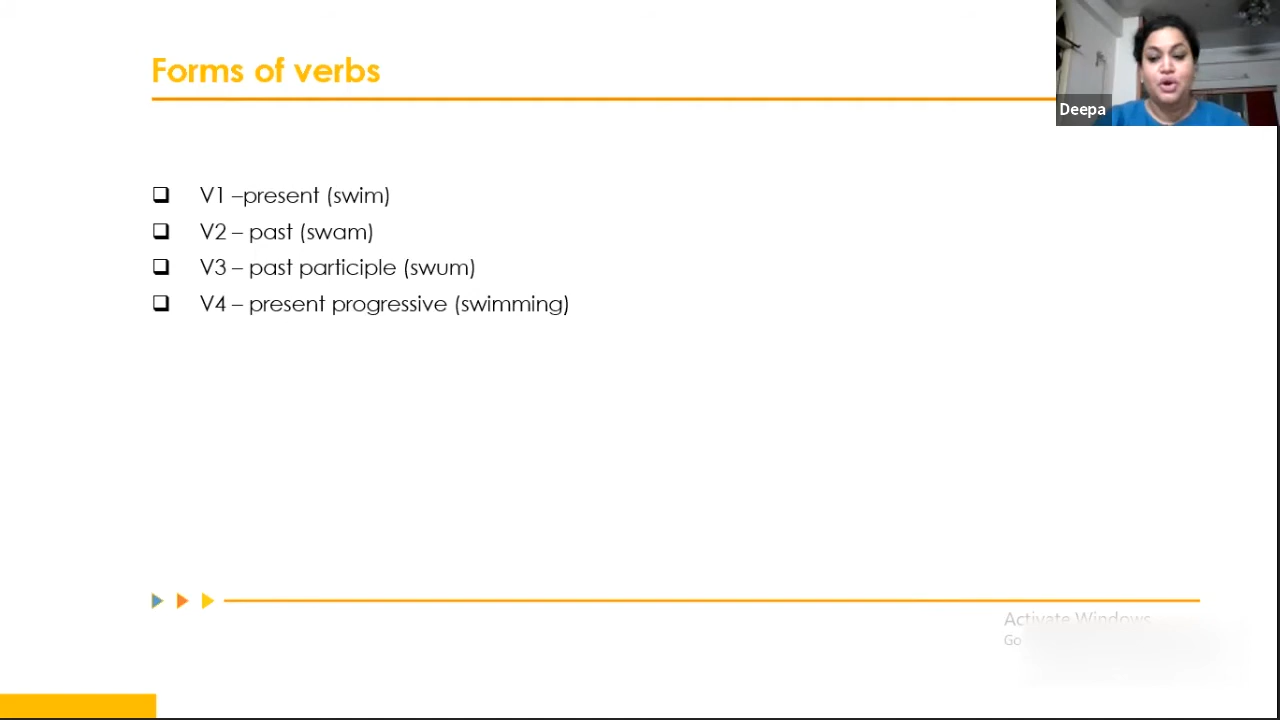 Forms of verbs
Deepa
❑ V1 –present (swim)
❑ V2 – past (swam)
❑ V3 – past participle (swum)
❑ V4 – present progressive (swimming)
Activate Windows
Go